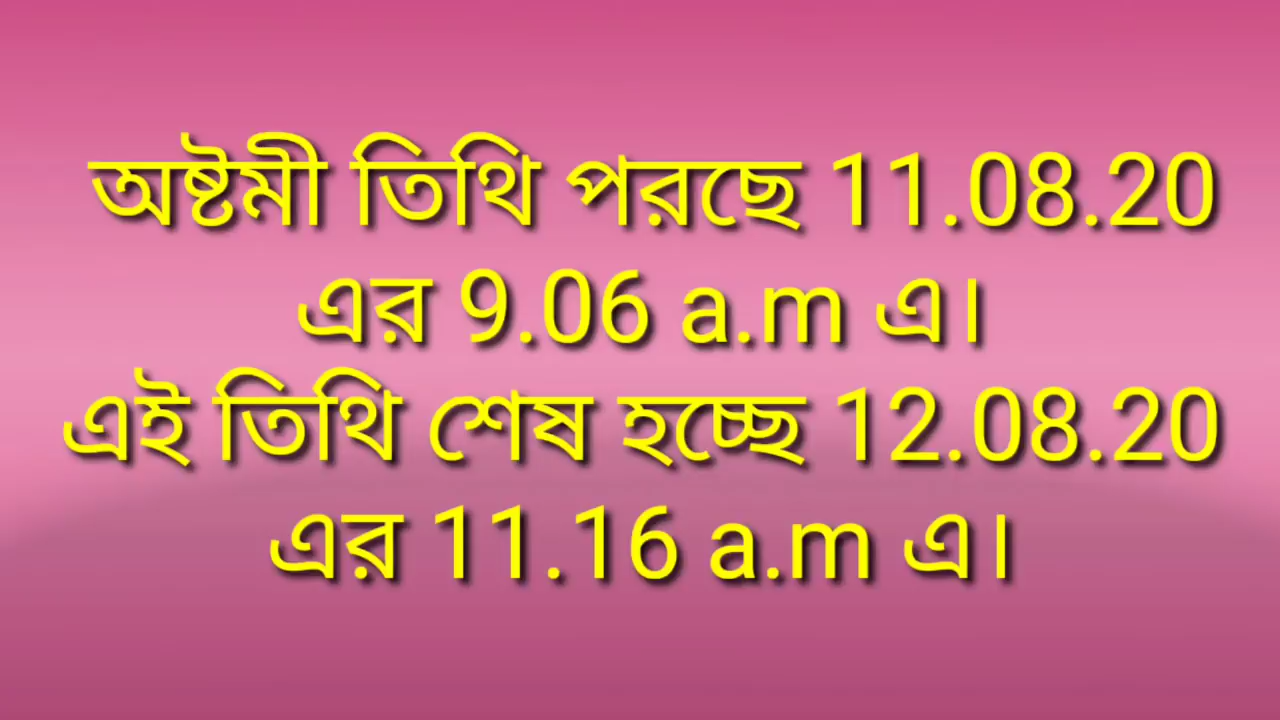 অষ্টমী তিথি পরছে 11.08.20
এর 9.06 a.m এ।
এই তিথি শেষ হচ্ছে 12.08.20
এর 11.16 a.m এ।